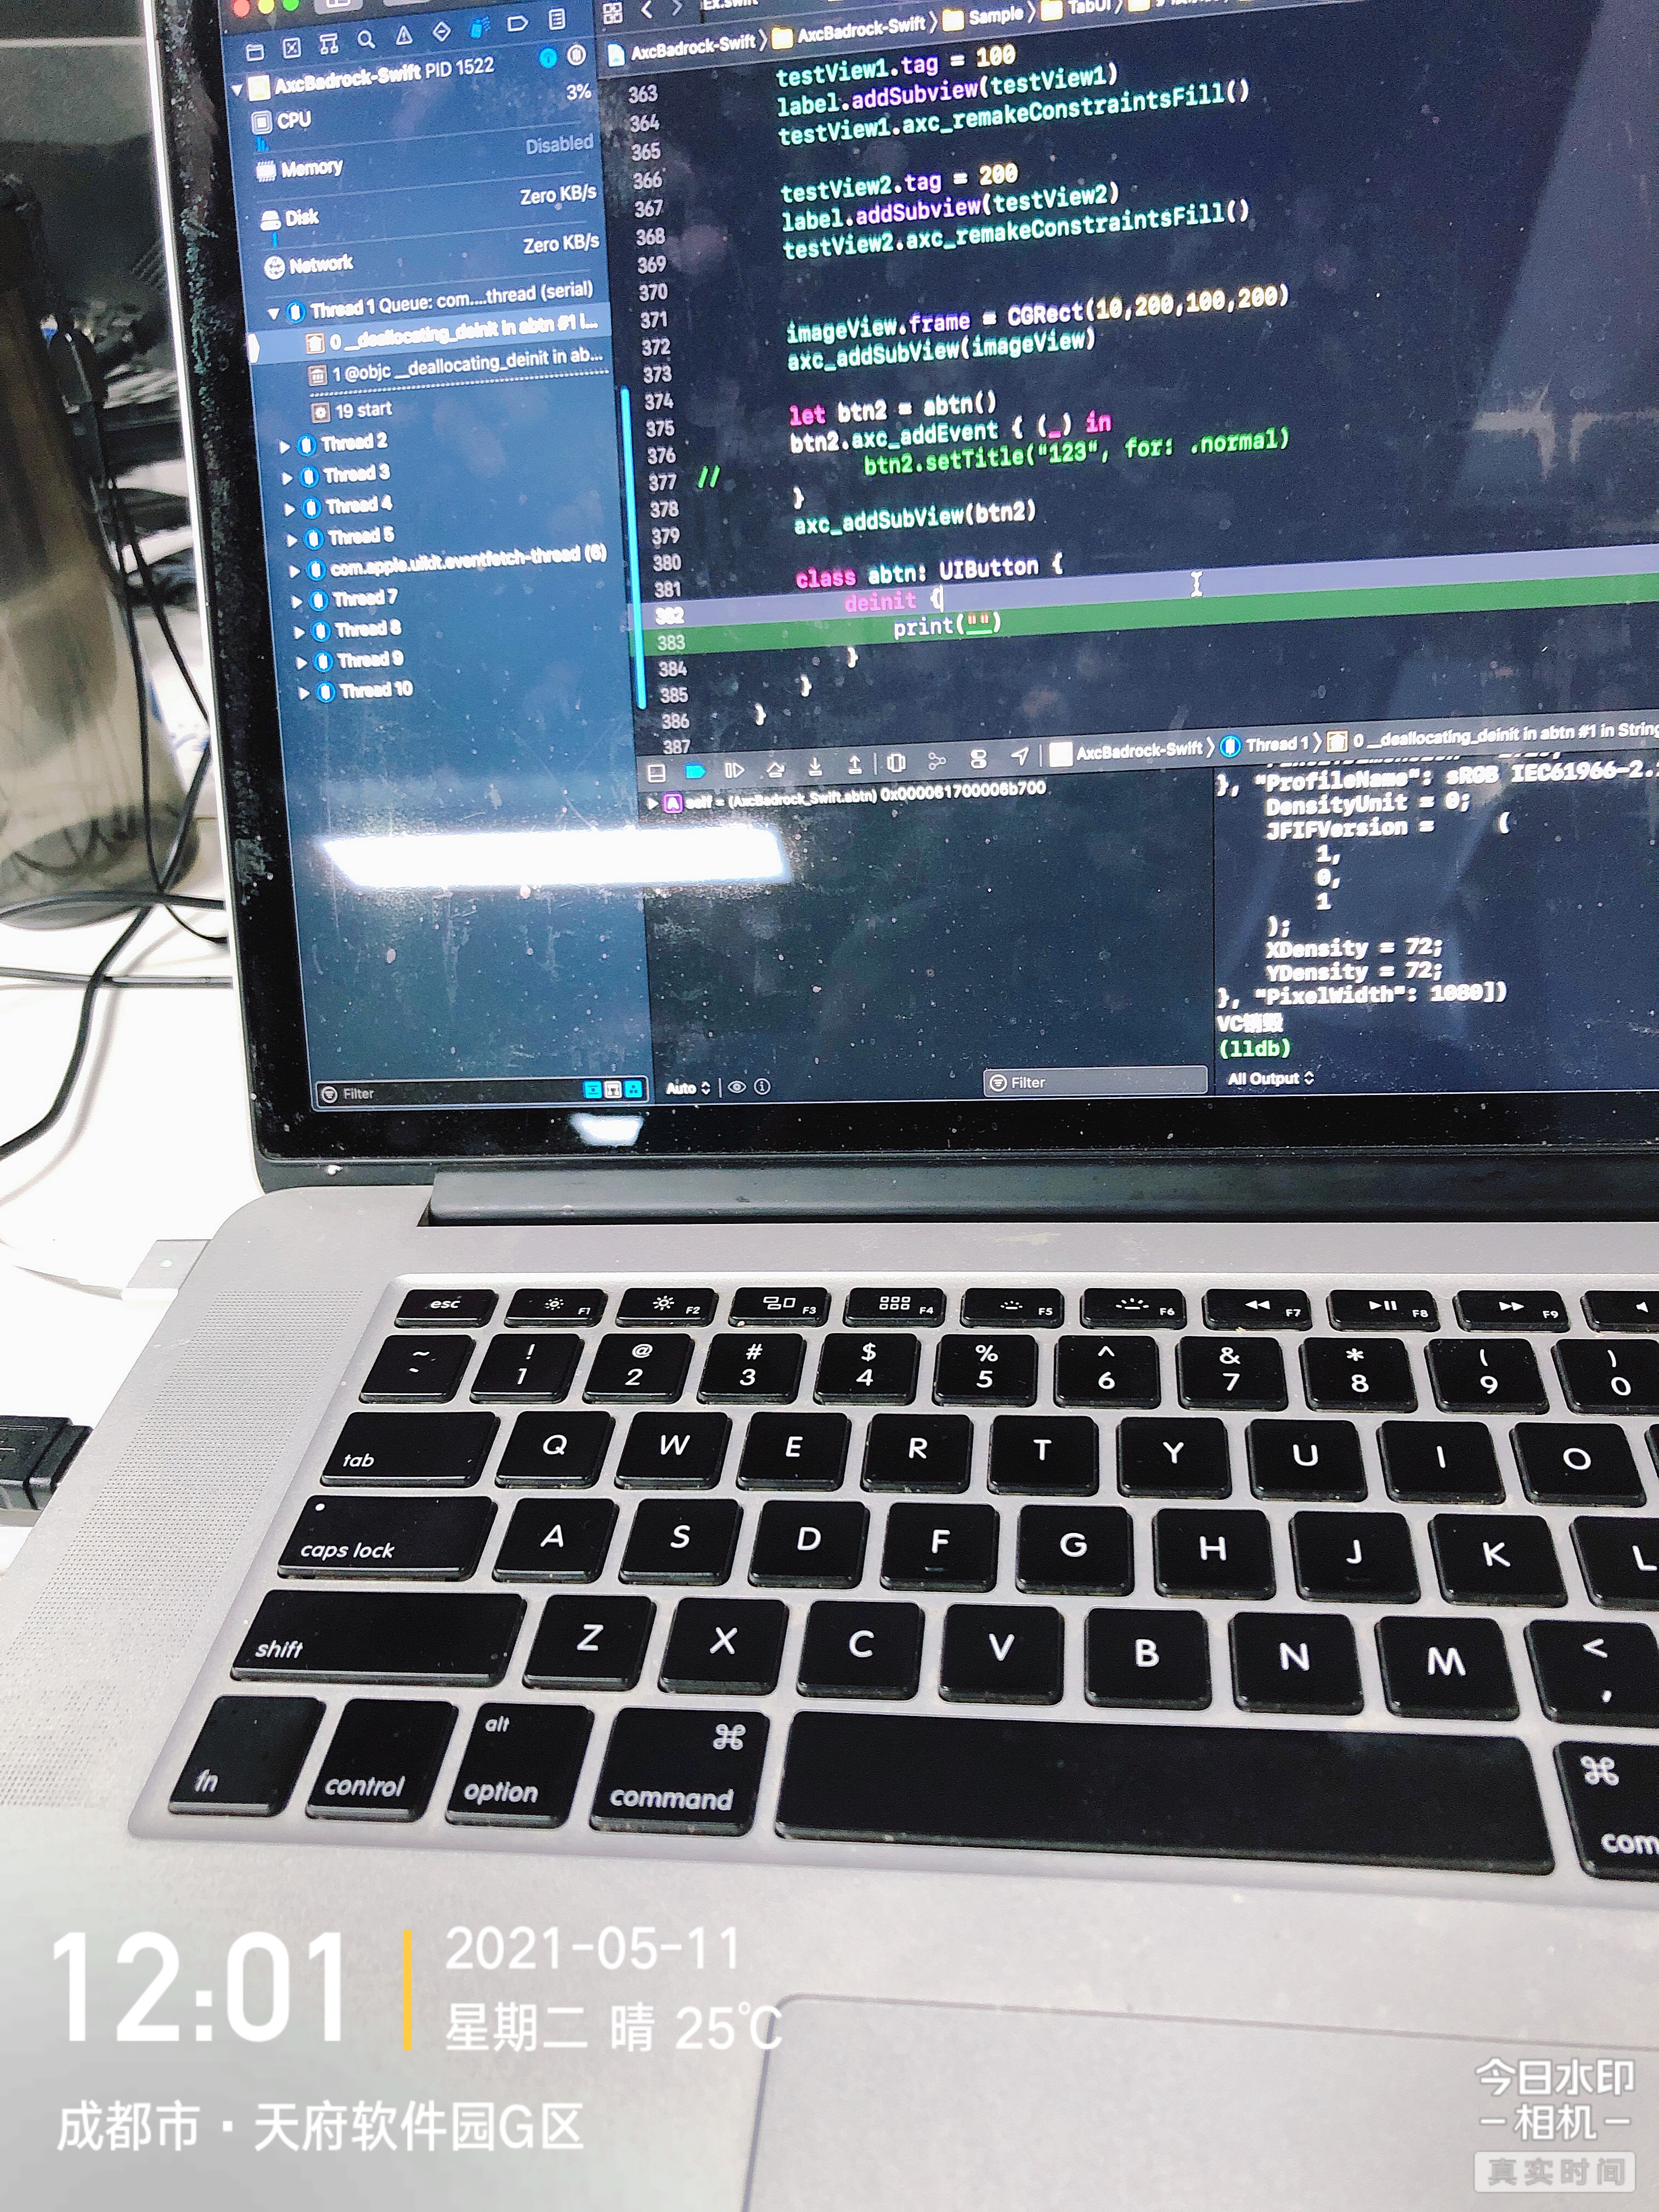 Ex.swift
AxcBadrock-Swift 〉 AxcBadrock-Swift 〉 Sample 〉 TabUI 〉
AxcBadrock-Swift PID 1522
CPU 3%
Memory Disabled
Disk Zero KB/s
Network Zero KB/s
Thread 1 Queue: com....thread (serial)
0 __deallocating_deinit in abtn #1 i...
1 @objc __deallocating_deinit in ab...
19 start
Thread 2
Thread 3
Thread 4
Thread 5
com.apple.uikit.eventfetch-thread (6)
Thread 7
Thread 8
Thread 9
Thread 10
Filter
testView1.tag = 100
363 label.addSubview(testView1)
364 testView1.axc_remakeConstraintsFill()
365
366 testView2.tag = 200
367 label.addSubview(testView2)
368 testView2.axc_remakeConstraintsFill()
369
370
371 imageView.frame = CGRect(10,200,100,200)
372 axc_addSubView(imageView)
373
374 let btn2 = abtn()
375 btn2.axc_addEvent { (_) in
376 btn2.setTitle("123", for: .normal)
377 //
378 }
379 axc_addSubView(btn2)
380
381 class abtn: UIButton {
382 deinit {
383 print("")
384 }
385 }
386 }
387
AxcBadrock-Swift 〉 Thread 1 〉 0 __deallocating_deinit in abtn #1 in String
self = (AxcBadrock_Swift.abtn) 0x000061700006b700
Auto
Filter
}, "ProfileName": sRGB IEC61966-2.
DensityUnit = 0;
JFIFVersion = (
1,
0,
1
);
XDensity = 72;
YDensity = 72;
}, "PixelWidth": 1080])
VC销毁
(lldb)
All Output
esc F1 F2 F3 F4 F5 F6 F7 F8 F9
~ ! @ # $ % ^ & * ( )
` 1 2 3 4 5 6 7 8 9 0
tab Q W E R T Y U I O
caps lock A S D F G H J K L
shift Z X C V B N M < ,
fn control alt option ⌘ command ⌘ com
12:01
2021-05-11
星期二 晴 25℃
成都市·天府软件园G区
今日水印
-相机-
真实时间